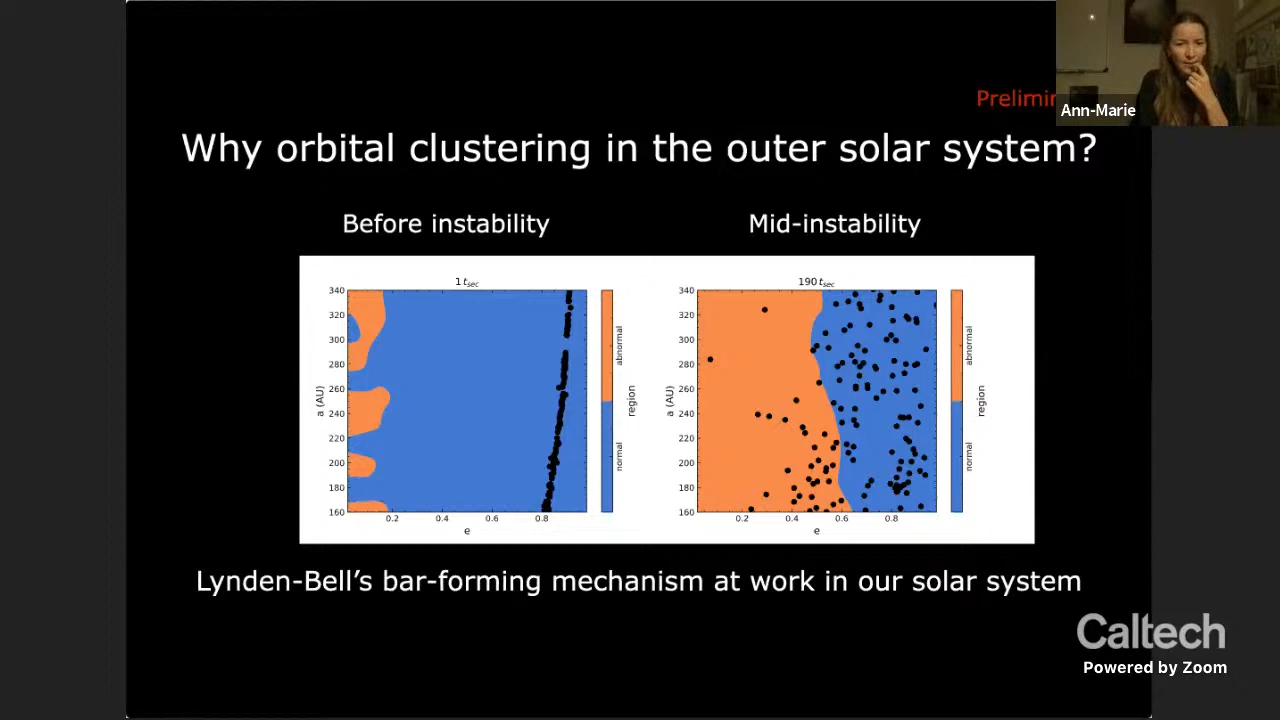 Prelimin
Ann-Marie
Why orbital clustering in the outer solar system?
Before instability
Mid-instability
1 t_sec
190 t_sec
340
320
300
280
260
240
220
200
180
160
a (AU)
0.2
0.4
0.6
0.8
e
abnormal
normal
region
340
320
300
280
260
240
220
200
180
160
a (AU)
0.2
0.4
0.6
0.8
e
abnormal
normal
region
Lynden-Bell’s bar-forming mechanism at work in our solar system
Caltech
Powered by Zoom